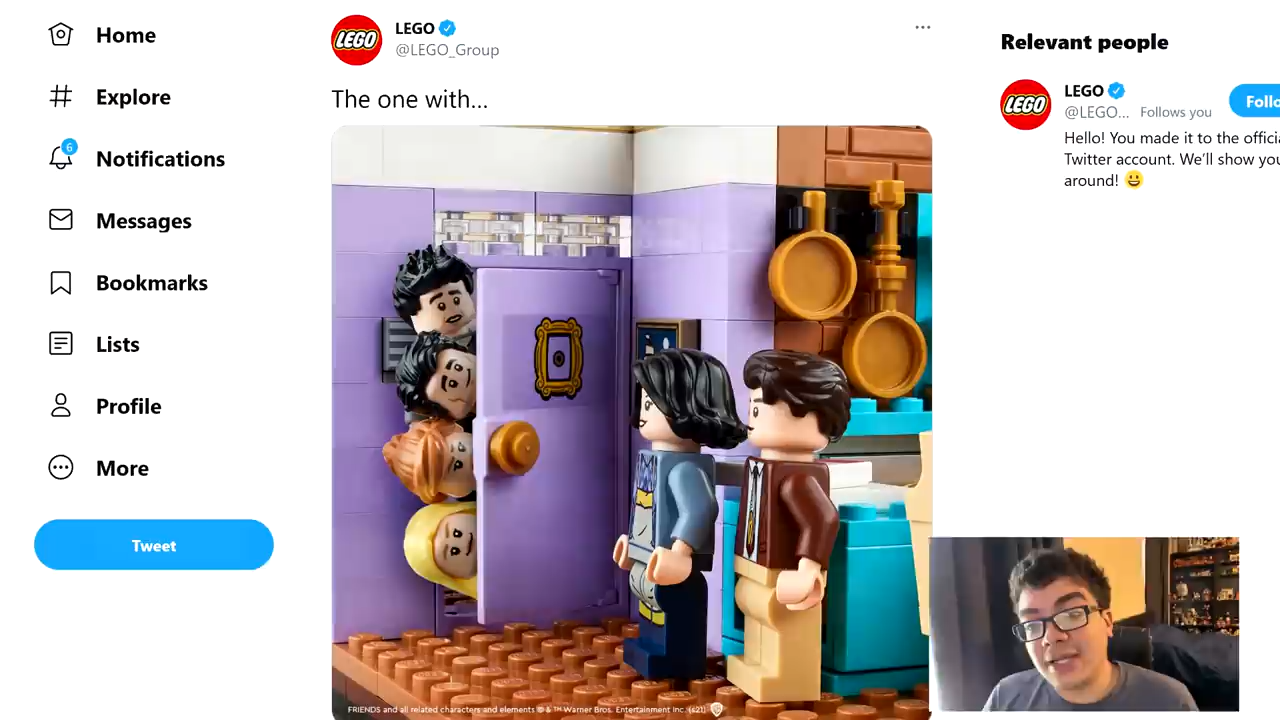 Home
Explore
6
Notifications
Messages
Bookmarks
Lists
Profile
More
Tweet
LEGO
LEGO
@LEGO_Group
The one with...
FRIENDS and all related characters and elements © & ™ Warner Bros. Entertainment Inc. (s21)
Relevant people
LEGO
LEGO
@LEGO... Follows you
Follo
Hello! You made it to the officia
Twitter account. We'll show you
around! 😃